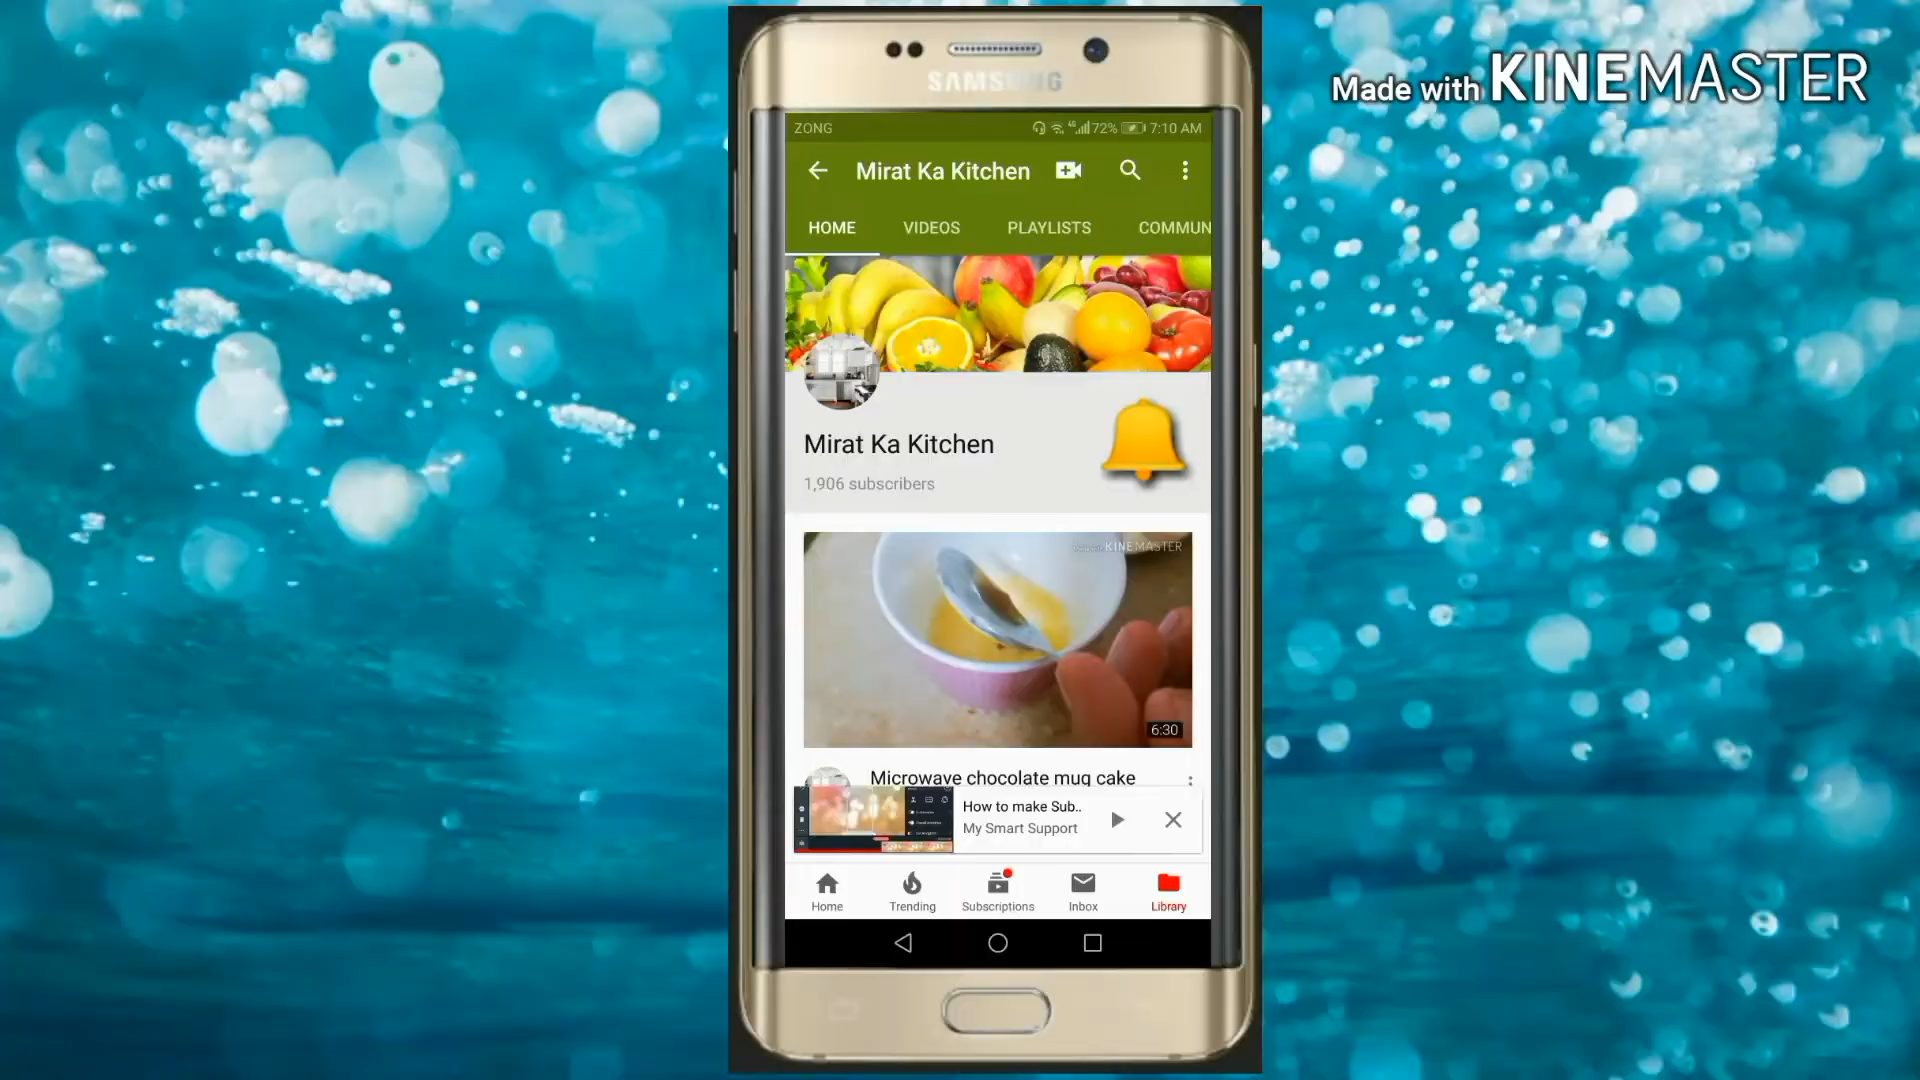 Made with KINEMASTER
SAMSUNG
ZONG
4G 72% 7:10 AM
Mirat Ka Kitchen
HOME VIDEOS PLAYLISTS COMMUN
Mirat Ka Kitchen
1,906 subscribers
KINEMASTER
6:30
Microwave chocolate mug cake
How to make Sub..
My Smart Support
Home Trending Subscriptions Inbox Library